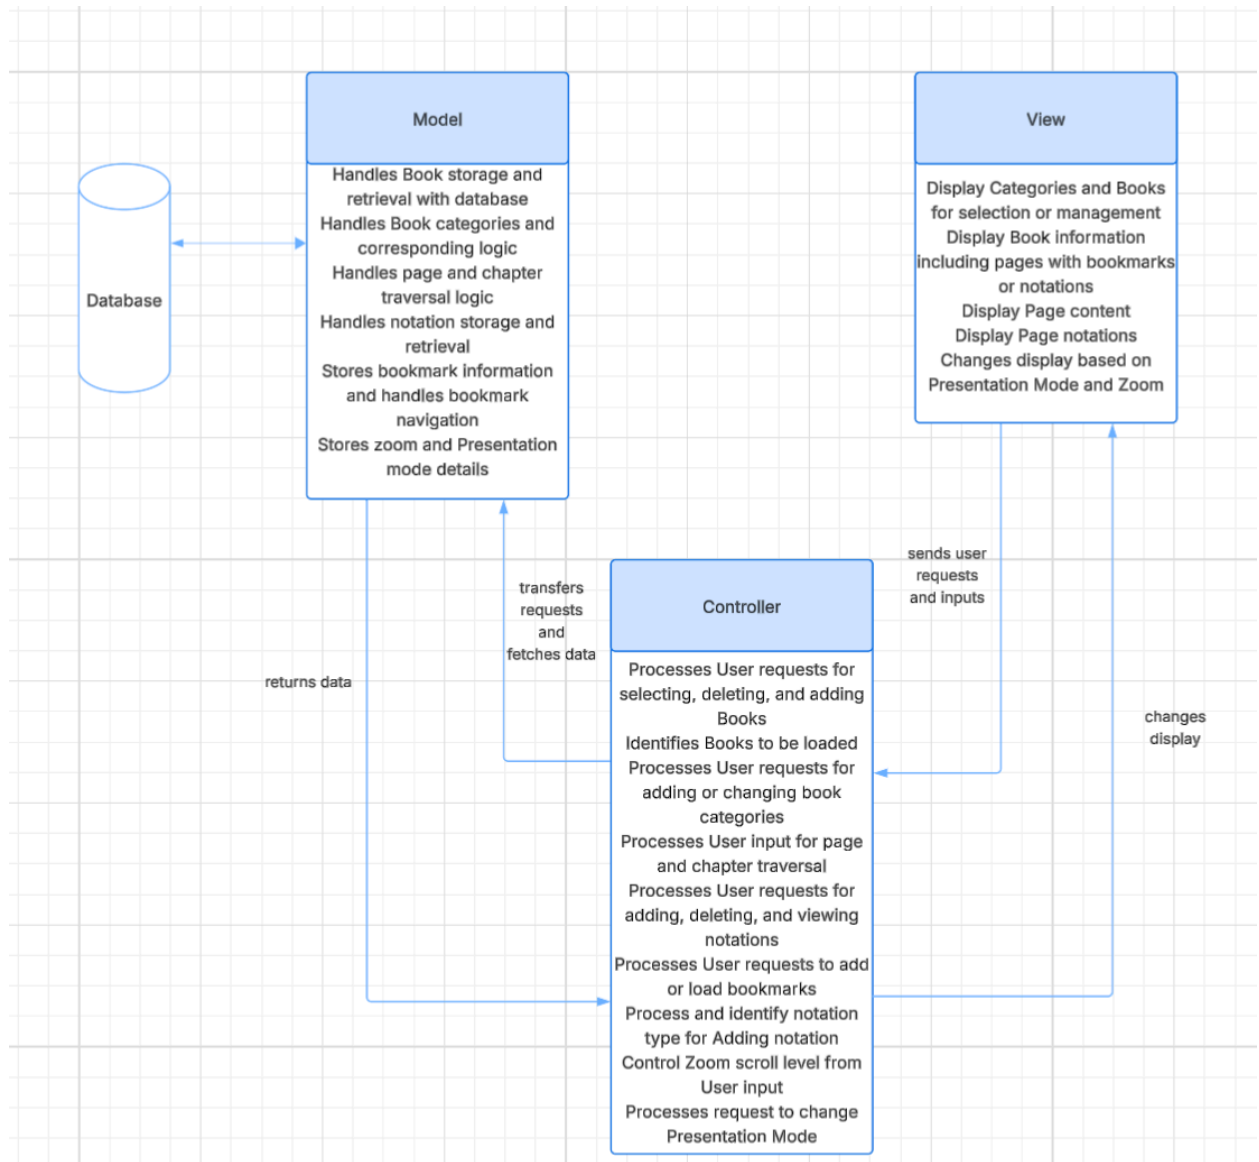 Model
Handles Book storage and
retrieval with database
Handles Book categories and
corresponding logic
Handles page and chapter
traversal logic
Handles notation storage and
retrieval
Stores bookmark information
and handles bookmark
navigation
Stores zoom and Presentation
mode details
View
Display Categories and Books
for selection or management
Display Book information
including pages with bookmarks
or notations
Display Page content
Display Page notations
Changes display based on
Presentation Mode and Zoom
Database
transfers
requests
and
fetches data
returns data
Controller
Processes User requests for
selecting, deleting, and adding
Books
Identifies Books to be loaded
Processes User requests for
adding or changing book
categories
Processes User input for page
and chapter traversal
Processes User requests for
adding, deleting, and viewing
notations
Processes User requests to add
or load bookmarks
Process and identify notation
type for Adding notation
Control Zoom scroll level from
User input
Processes request to change
Presentation Mode
sends user
requests
and inputs
changes
display